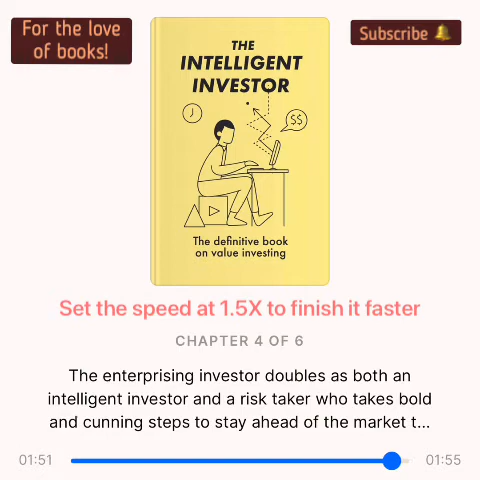 For the love
of books!
Subscribe 🔔
THE
INTELLIGENT
INVESTOR
$$
The definitive book
on value investing
Set the speed at 1.5X to finish it faster
CHAPTER 4 OF 6
The enterprising investor doubles as both an
intelligent investor and a risk taker who takes bold
and cunning steps to stay ahead of the market t...
01:51
01:55